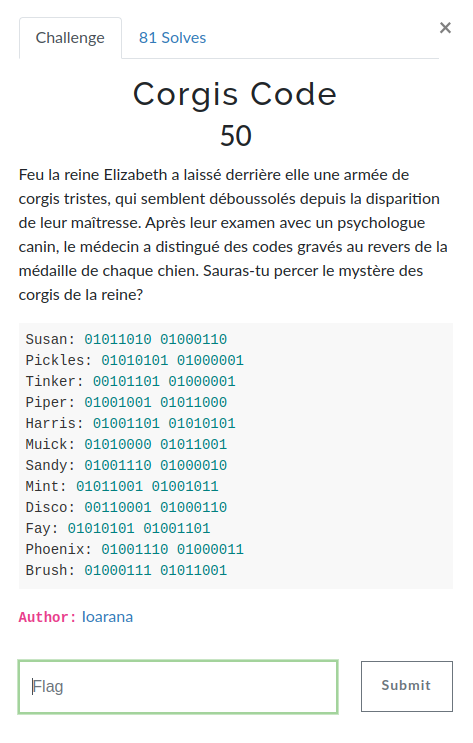 Challenge
81 Solves
×
Corgis Code
50
Feu la reine Elizabeth a laissé derrière elle une armée de
corgis tristes, qui semblent déboussolés depuis la disparition
de leur maîtresse. Après leur examen avec un psychologue
canin, le médecin a distingué des codes gravés au revers de la
médaille de chaque chien. Sauras-tu percer le mystère des
corgis de la reine?
Susan: 01011010 01000110
Pickles: 01010101 01000001
Tinker: 00101101 01000001
Piper: 01001001 01011000
Harris: 01001101 01010101
Muick: 01010000 01011001
Sandy: 01001110 01000010
Mint: 01011001 01001011
Disco: 00110001 01000110
Fay: 01010101 01001101
Phoenix: 01001110 01000011
Brush: 01000111 01011001
Author: loarana
Flag
Submit